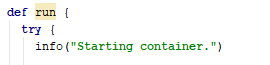 def run {
try {
info("Starting container.")